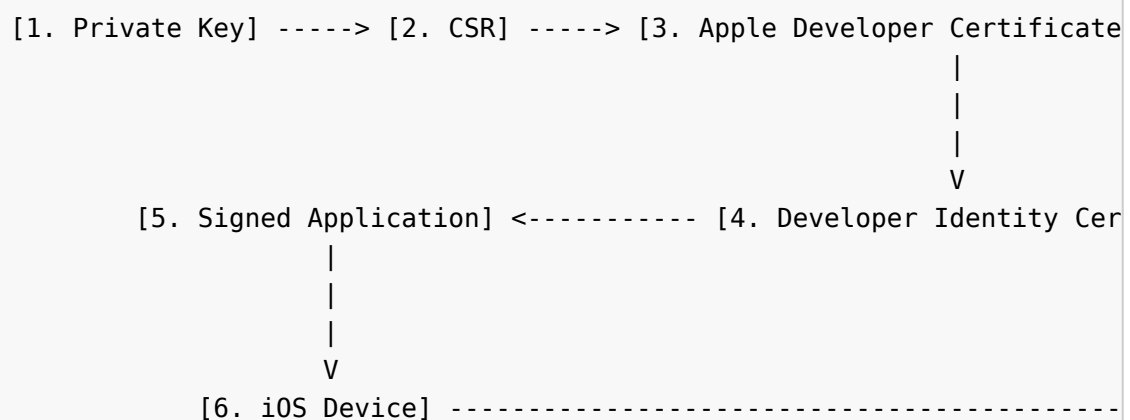 [1. Private Key] -----> [2. CSR] -----> [3. Apple Developer Certificate
|
|
|
V
[5. Signed Application] <----------- [4. Developer Identity Cer
|
|
|
V
[6. iOS Device] -------------------------------------------